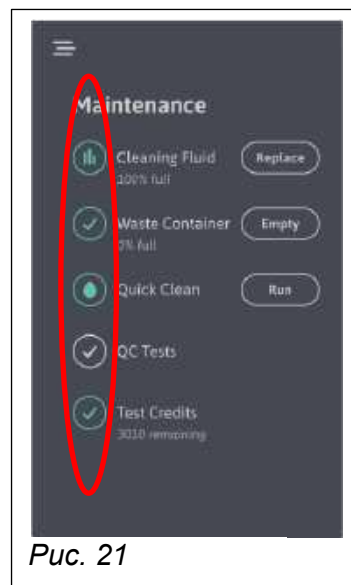 Maintenance
Cleaning Fluid
Replace
100% full
Waste Container
Empty
0% full
Quick Clean
Run
QC Tests
Test Credits
3010 remaining
Рис. 21